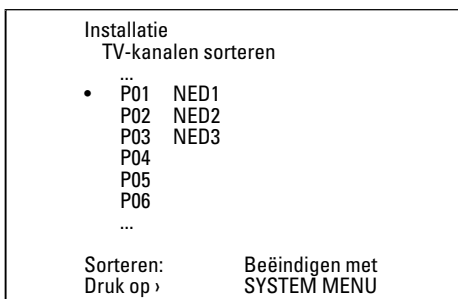 Installatie
TV-kanalen sorteren
...
• P01 NED1
P02 NED2
P03 NED3
P04
P05
P06
...
Sorteren: Beëindigen met
Druk op › SYSTEM MENU